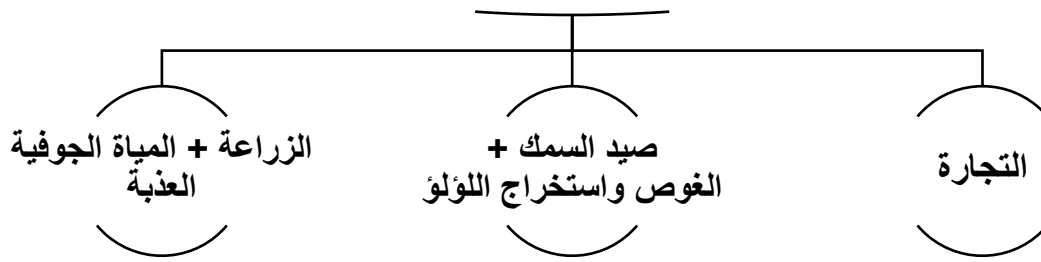 التجارة
صيد السمك +
الغوص واستخراج اللؤلؤ
الزراعة + المياة الجوفية
العذبة